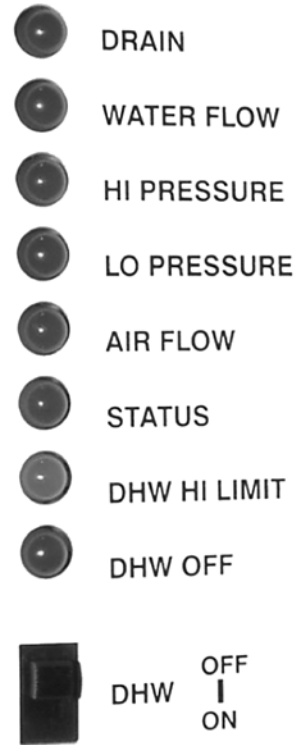 DRAIN
WATER FLOW
HI PRESSURE
LO PRESSURE
AIR FLOW
STATUS
DHW HI LIMIT
DHW OFF
OFF
DHW I
ON